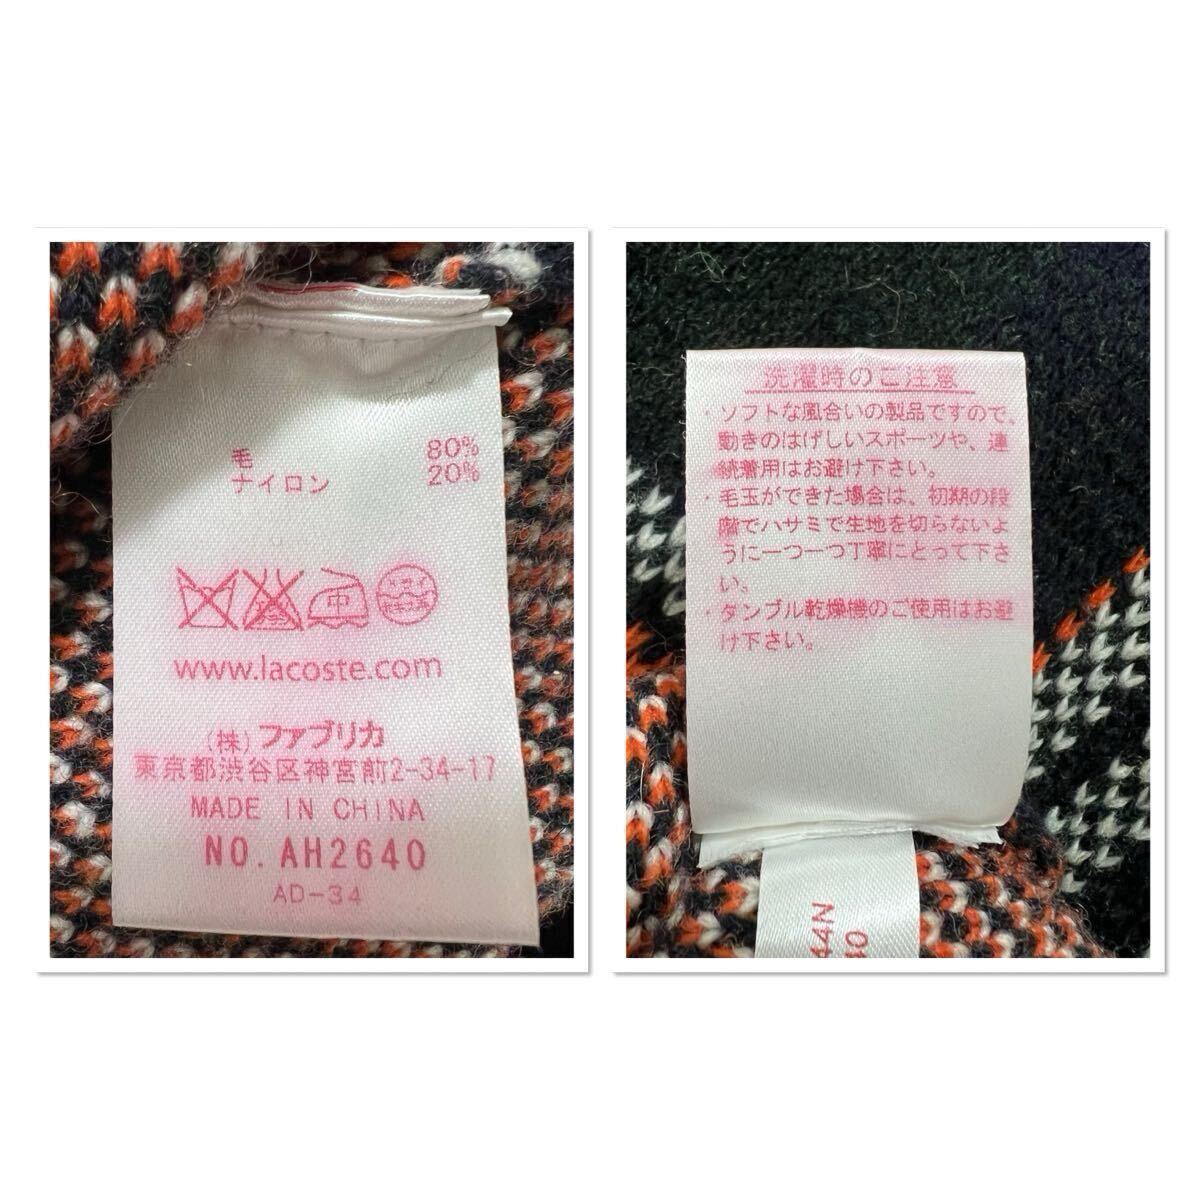 毛 80%
ナイロン 20%
www.lacoste.com
(株)ファブリカ
東京都渋谷区神宮前2-34-17
MADE IN CHINA
NO. AH2640
AD-34
洗濯時のご注意
・ソフトな風合いの製品ですので、
動きのはげしいスポーツや、連
続着用はお避け下さい。
・毛玉ができた場合は、初期の段
階でハサミで生地を切らないよ
うに一つ一つ丁寧にとって下さ
い。
・タンブル乾燥機のご使用はお避
け下さい。
44N
40